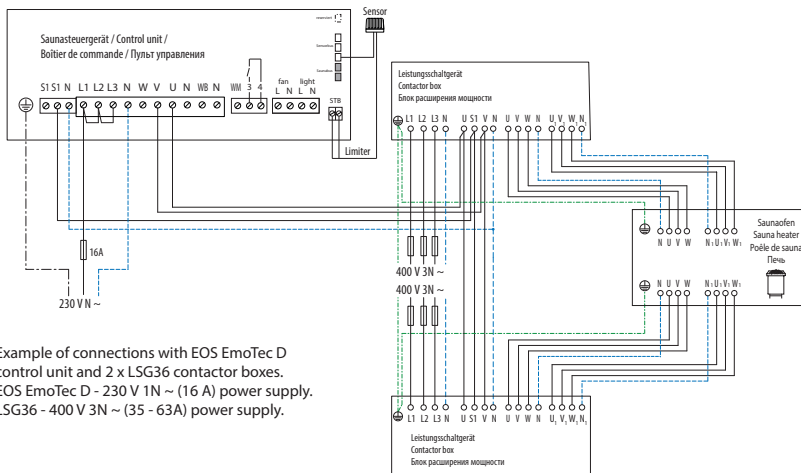 Sensor
reserviert
Saunasteuergerät / Control unit /
Boîtier de commande / Пульт управления
S1 S1 N L1 L2 L3 N W V U N WB N WM 3 4
fan light
L N L N
STB
Limiter
16A
230 V N ~
Leistungsschaltgerät
Contactor box
Блок расширения мощности
L1 L2 L3 N U S1 V N U V W N U1 V1 W1 N1
400 V 3N ~
400 V 3N ~
N U V W N1 U1 V1 W1
Saunaofen
Sauna heater
Poêle de sauna
Печь
N U V W N1 U1 V1 W1
Example of connections with EOS EmoTec D
control unit and 2 x LSG36 contactor boxes.
EOS EmoTec D - 230 V 1N ~ (16 A) power supply.
LSG36 - 400 V 3N ~ (35 - 63A) power supply.
L1 L2 L3 N U S1 V N U V W N U1 V1 W1 N1
Leistungsschaltgerät
Contactor box
Блок расширения мощности